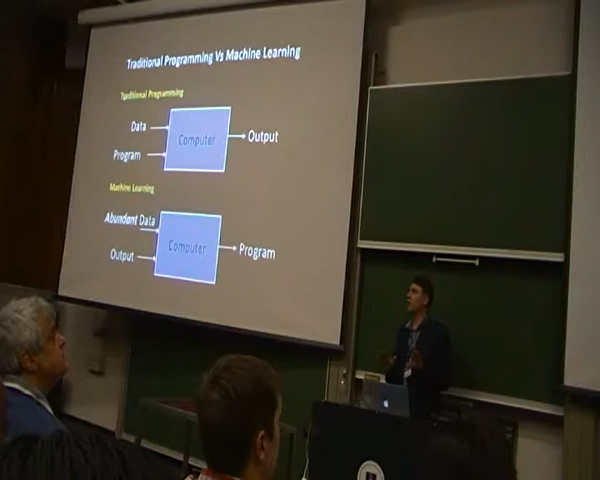 Traditional Programming Vs Machine Learning
Traditional Programming
Data
Computer
Output
Program
Machine Learning
Abundant Data
Computer
Program
Output